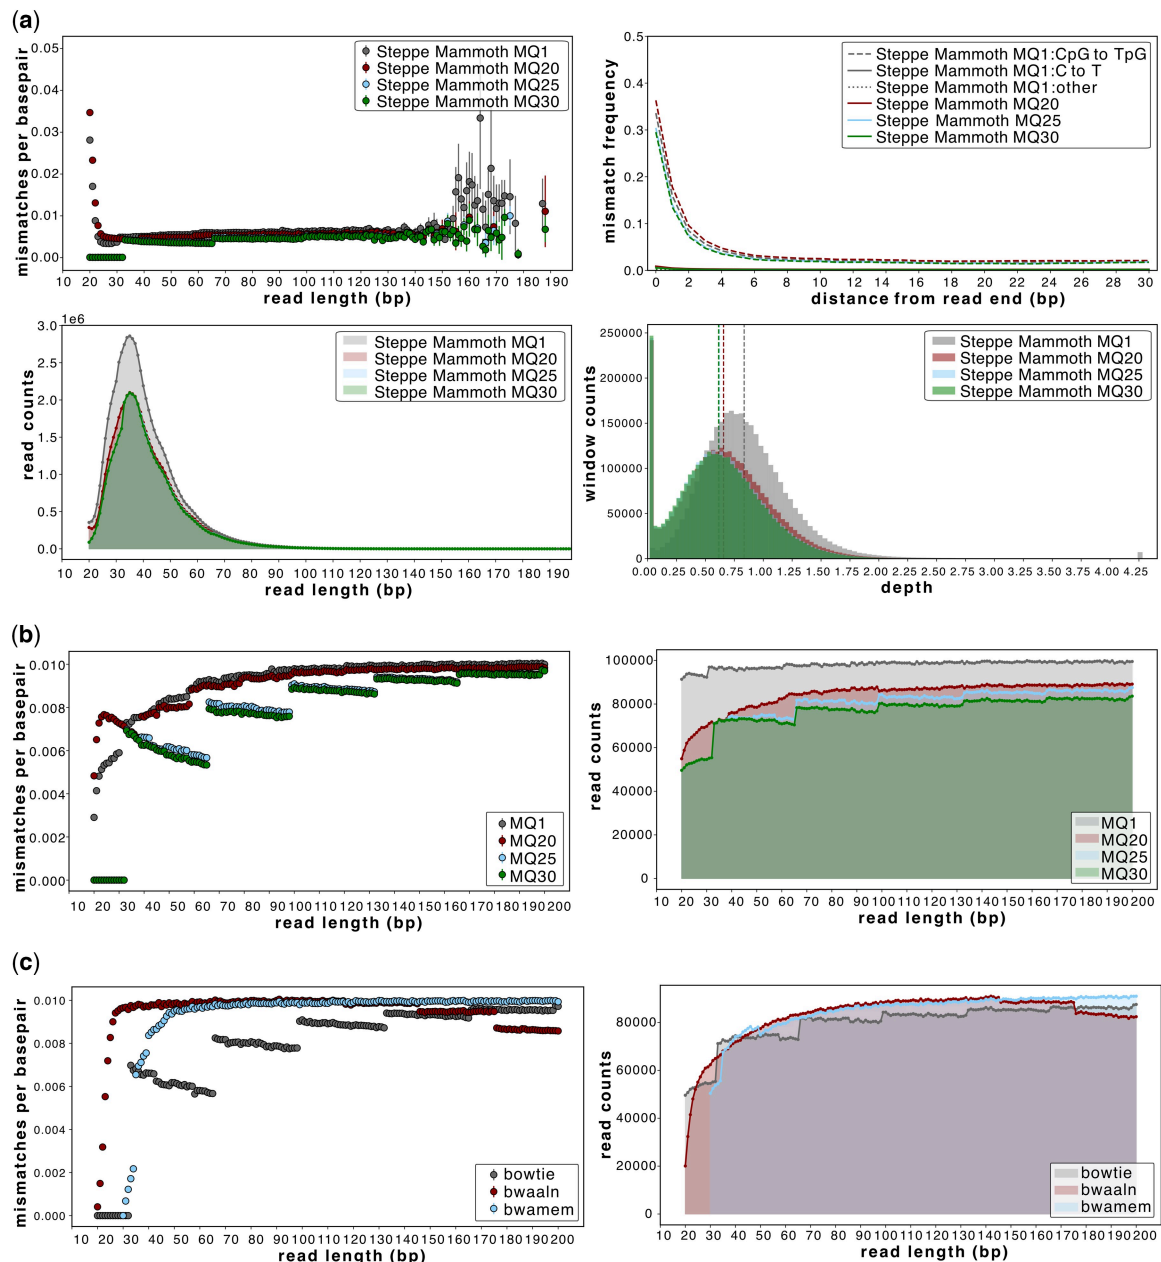 (a)
mismatches per basepair
0.05
0.04
0.03
0.02
0.01
0.00
Steppe Mammoth MQ1
Steppe Mammoth MQ20
Steppe Mammoth MQ25
Steppe Mammoth MQ30
10 20 30 40 50 60 70 80 90 100 110 120 130 140 150 160 170 180 190
read length (bp)
mismatch frequency
0.5
0.4
0.3
0.2
0.1
0.0
Steppe Mammoth MQ1:CpG to TpG
Steppe Mammoth MQ1:C to T
Steppe Mammoth MQ1:other
Steppe Mammoth MQ20
Steppe Mammoth MQ25
Steppe Mammoth MQ30
0 2 4 6 8 10 12 14 16 18 20 22 24 26 28 30
distance from read end (bp)
1e6
read counts
3.0
2.5
2.0
1.5
1.0
0.5
0.0
Steppe Mammoth MQ1
Steppe Mammoth MQ20
Steppe Mammoth MQ25
Steppe Mammoth MQ30
10 20 30 40 50 60 70 80 90 100 110 120 130 140 150 160 170 180 190
read length (bp)
window counts
250000
200000
150000
100000
50000
0
Steppe Mammoth MQ1
Steppe Mammoth MQ20
Steppe Mammoth MQ25
Steppe Mammoth MQ30
0.00 0.25 0.50 0.75 1.00 1.25 1.50 1.75 2.00 2.25 2.50 2.75 3.00 3.25 3.50 3.75 4.00 4.25
depth
(b)
mismatches per basepair
0.010
0.008
0.006
0.004
0.002
0.000
MQ1
MQ20
MQ25
MQ30
10 20 30 40 50 60 70 80 90 100 110 120 130 140 150 160 170 180 190 200
read length (bp)
read counts
100000
80000
60000
40000
20000
0
MQ1
MQ20
MQ25
MQ30
10 20 30 40 50 60 70 80 90 100 110 120 130 140 150 160 170 180 190 200
read length (bp)
(c)
mismatches per basepair
0.010
0.008
0.006
0.004
0.002
0.000
bowtie
bwaaln
bwamem
10 20 30 40 50 60 70 80 90 100 110 120 130 140 150 160 170 180 190 200
read length (bp)
read counts
80000
60000
40000
20000
0
bowtie
bwaaln
bwamem
10 20 30 40 50 60 70 80 90 100 110 120 130 140 150 160 170 180 190 200
read length (bp)